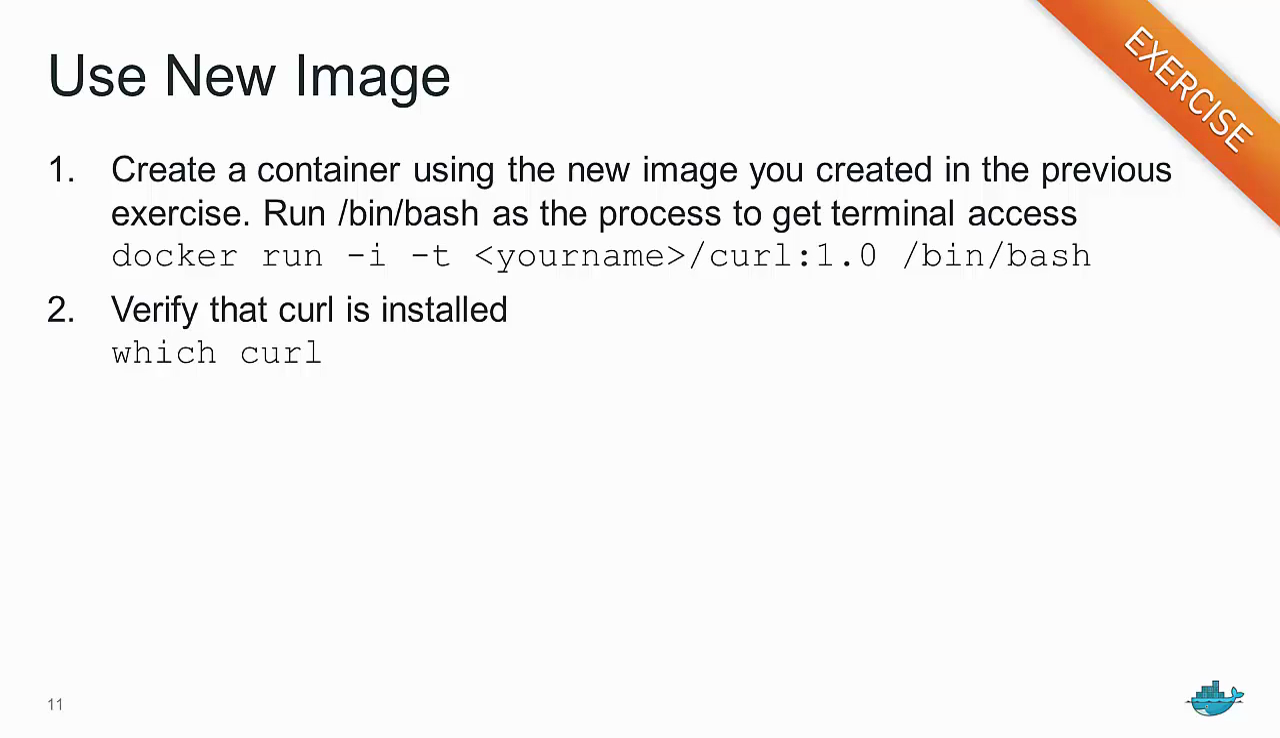 EXERCISE
Use New Image
1. Create a container using the new image you created in the previous
exercise. Run /bin/bash as the process to get terminal access
docker run -i -t <yourname>/curl:1.0 /bin/bash
2. Verify that curl is installed
which curl
11